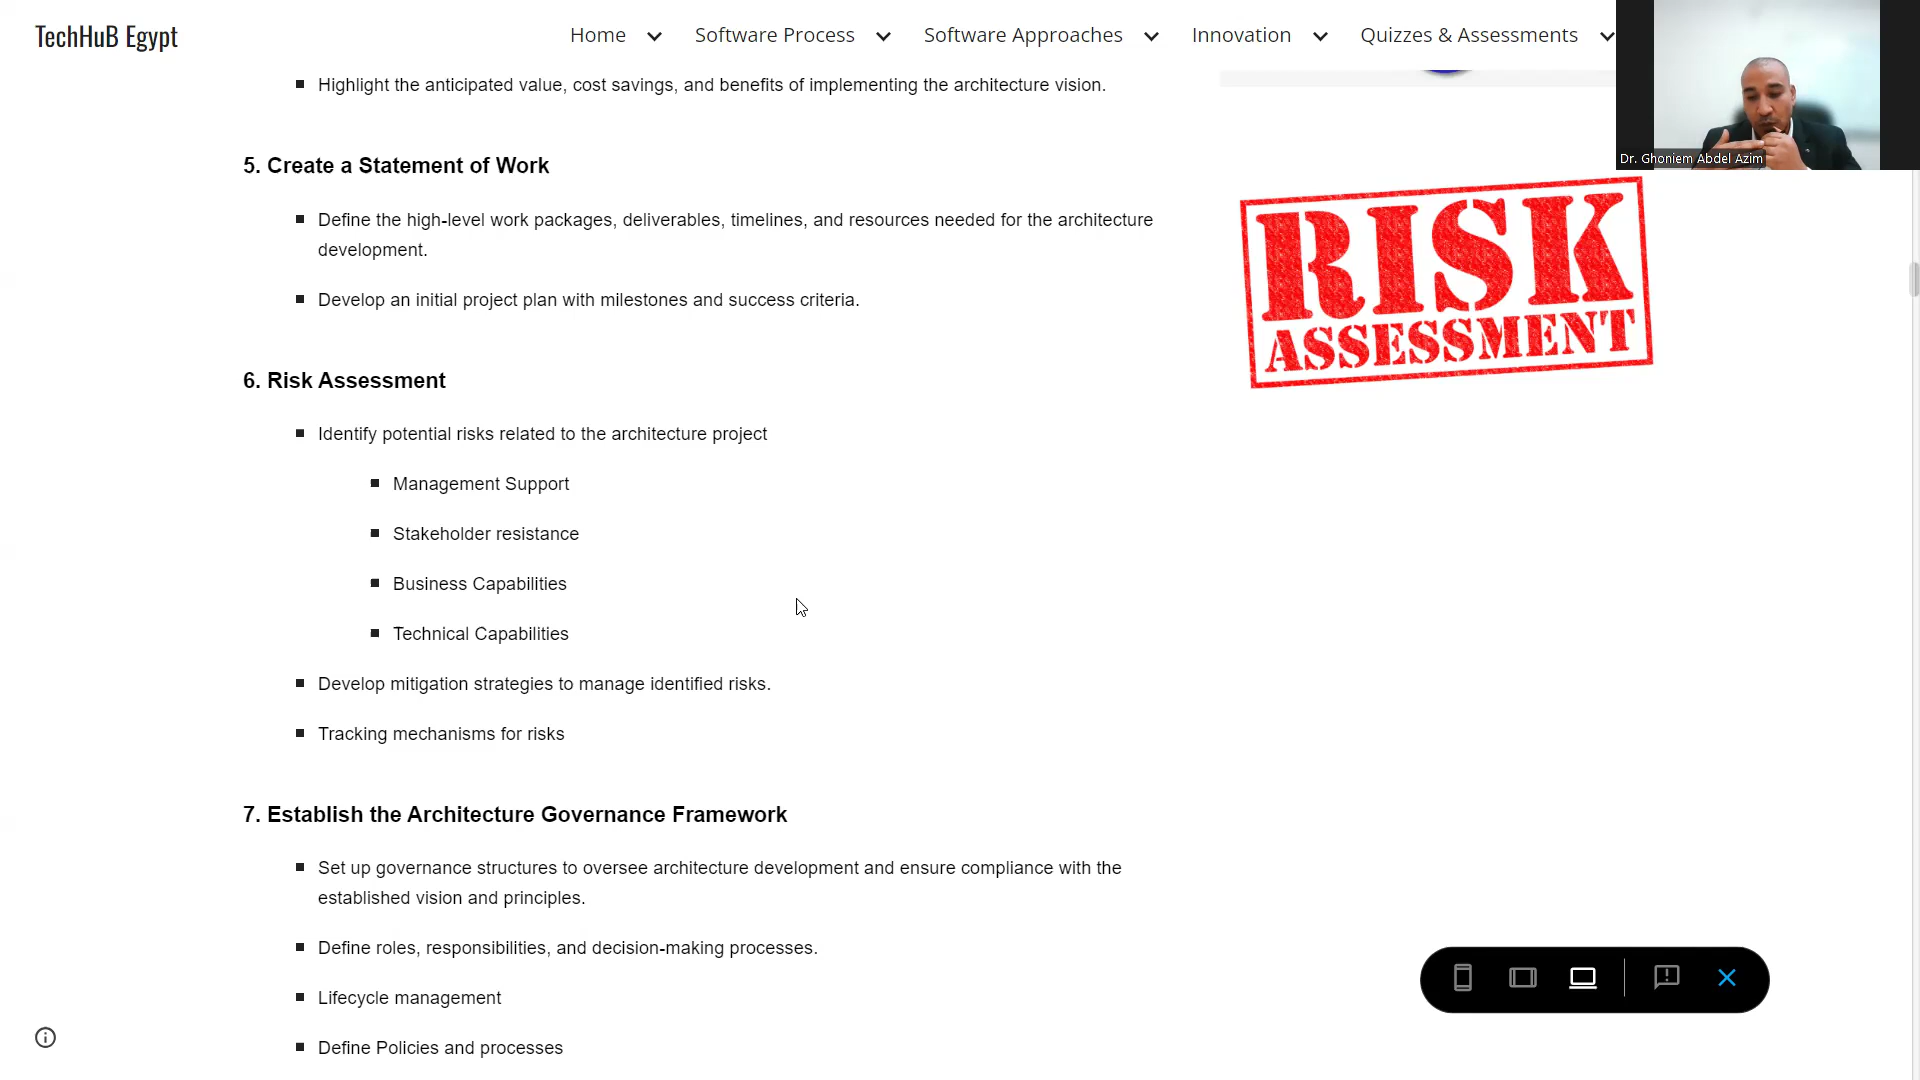 TechHuB Egypt
Home
Software Process
Software Approaches
Innovation
Quizzes & Assessments
Dr. Ghoniem Abdel Azim
Highlight the anticipated value, cost savings, and benefits of implementing the architecture vision.
5. Create a Statement of Work
Define the high-level work packages, deliverables, timelines, and resources needed for the architecture
development.
Develop an initial project plan with milestones and success criteria.
RISK
ASSESSMENT
6. Risk Assessment
Identify potential risks related to the architecture project
Management Support
Stakeholder resistance
Business Capabilities
Technical Capabilities
Develop mitigation strategies to manage identified risks.
Tracking mechanisms for risks
7. Establish the Architecture Governance Framework
Set up governance structures to oversee architecture development and ensure compliance with the
established vision and principles.
Define roles, responsibilities, and decision-making processes.
Lifecycle management
Define Policies and processes